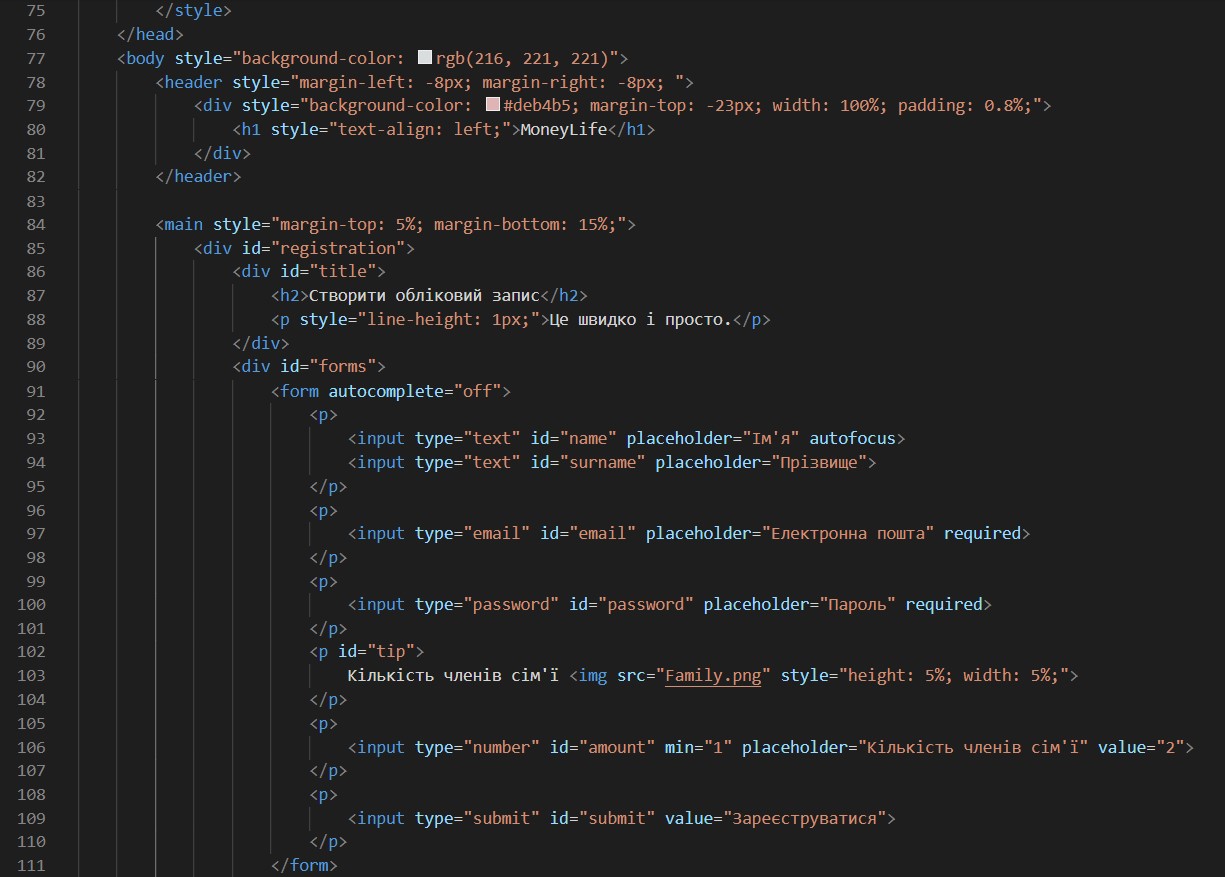 75 </style>
76 </head>
77 <body style="background-color: rgb(216, 221, 221)">
78 <header style="margin-left: -8px; margin-right: -8px; ">
79 <div style="background-color: #deb4b5; margin-top: -23px; width: 100%; padding: 0.8%;">
80 <h1 style="text-align: left;">MoneyLife</h1>
81 </div>
82 </header>
83
84 <main style="margin-top: 5%; margin-bottom: 15%;">
85 <div id="registration">
86 <div id="title">
87 <h2>Створити обліковий запис</h2>
88 <p style="line-height: 1px;">Це швидко і просто.</p>
89 </div>
90 <div id="forms">
91 <form autocomplete="off">
92 <p>
93 <input type="text" id="name" placeholder="Ім'я" autofocus>
94 <input type="text" id="surname" placeholder="Прізвище">
95 </p>
96 <p>
97 <input type="email" id="email" placeholder="Електронна пошта" required>
98 </p>
99 <p>
100 <input type="password" id="password" placeholder="Пароль" required>
101 </p>
102 <p id="tip">
103 Кількість членів сім'ї <img src="Family.png" style="height: 5%; width: 5%;">
104 </p>
105 <p>
106 <input type="number" id="amount" min="1" placeholder="Кількість членів сім'ї" value="2">
107 </p>
108 <p>
109 <input type="submit" id="submit" value="Зареєструватися">
110 </p>
111 </form>